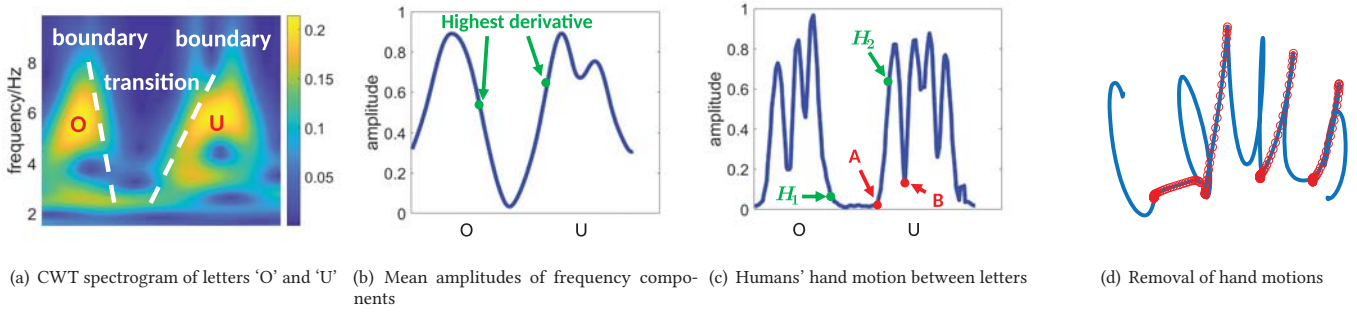 boundary boundary
transition
O U
frequency/Hz
8
6
4
2
0.2
0.15
0.1
0.05
Highest derivative
amplitude
1
0.8
0.6
0.4
0.2
0
O U
H₂
A
H₁
B
amplitude
1
0.8
0.6
0.4
0.2
0
O U
(a) CWT spectrogram of letters ‘O’ and ‘U’
(b) Mean amplitudes of frequency compo-
nents
(c) Humans’ hand motion between letters
(d) Removal of hand motions